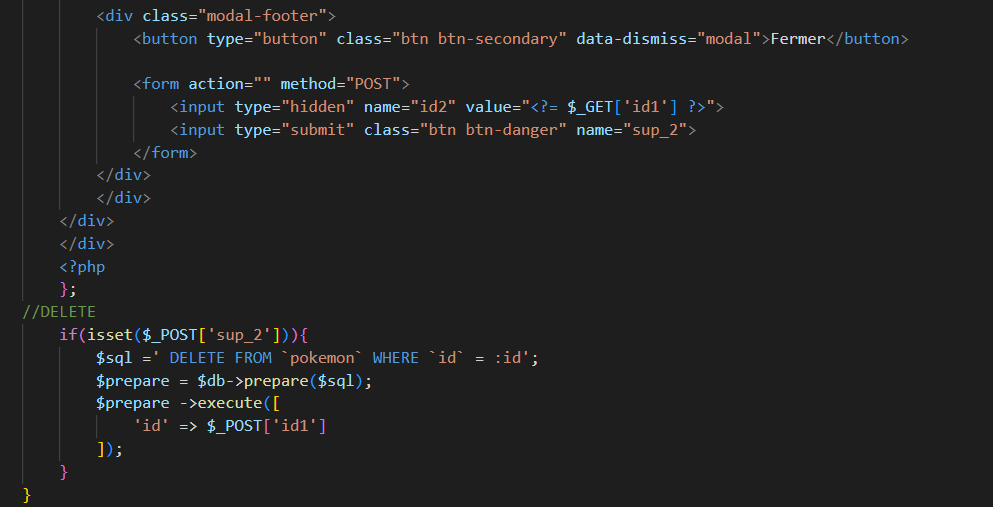 <div class="modal-footer">
<button type="button" class="btn btn-secondary" data-dismiss="modal">Fermer</button>
<form action="" method="POST">
<input type="hidden" name="id2" value="<?= $_GET['id1'] ?>">
<input type="submit" class="btn btn-danger" name="sup_2">
</form>
</div>
</div>
</div>
</div>
<?php
};
//DELETE
if(isset($_POST['sup_2'])){
$sql =' DELETE FROM `pokemon` WHERE `id` = :id';
$prepare = $db->prepare($sql);
$prepare ->execute([
'id' => $_POST['id1']
]);
}
}